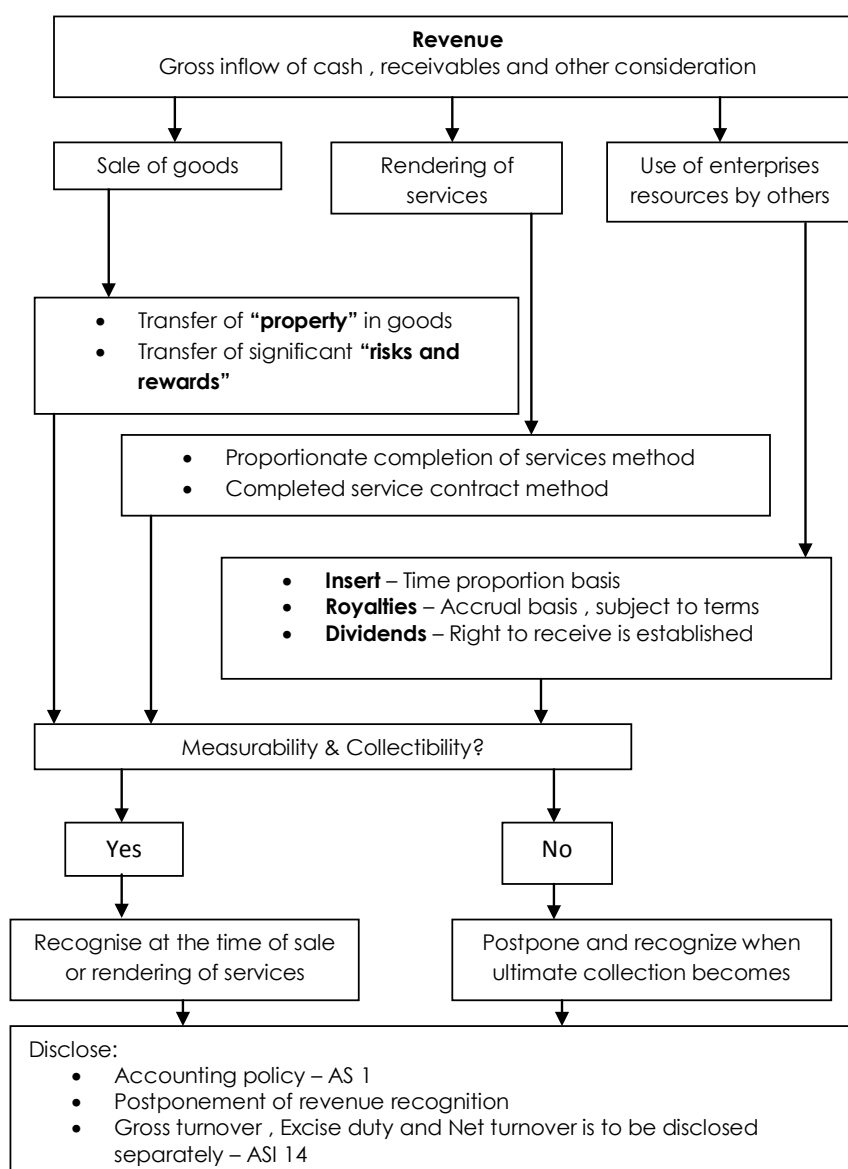 Revenue
Gross inflow of cash , receivables and other consideration
Sale of goods
Rendering of
services
Use of enterprises
resources by others
• Transfer of “property” in goods
• Transfer of significant “risks and
rewards”
• Proportionate completion of services method
• Completed service contract method
• Insert – Time proportion basis
• Royalties – Accrual basis , subject to terms
• Dividends – Right to receive is established
Measurability & Collectibility?
Yes
No
Recognise at the time of sale
or rendering of services
Postpone and recognize when
ultimate collection becomes
Disclose:
• Accounting policy – AS 1
• Postponement of revenue recognition
• Gross turnover , Excise duty and Net turnover is to be disclosed
separately – ASI 14